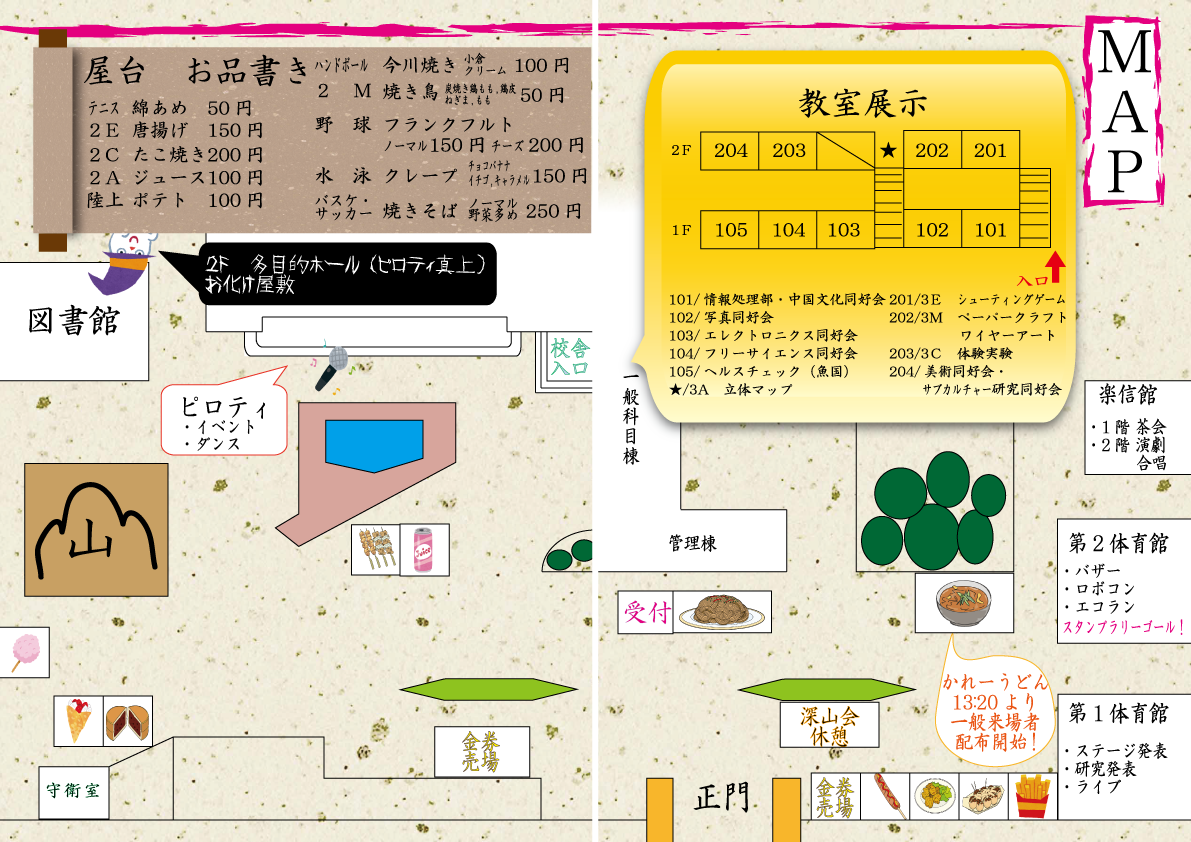 屋台 お品書き
テニス 綿あめ 50円
2E 唐揚げ 150円
2C たこ焼き 200円
2A ジュース 100円
陸上 ポテト 100円
ハンドボール 今川焼き 小倉 クリーム 100円
2M 焼き鳥 炭焼き鶏もも、鶏皮 ねぎま、もも 50円
野球 フランクフルト
ノーマル150円 チーズ200円
水泳 クレープ チョコバナナ イチゴ、キャラメル 150円
バスケ・サッカー 焼きそば ノーマル 野菜多め 250円
2F 多目的ホール（ピロティ真上）
お化け屋敷
図書館
校舎
入口
ピロティ
・イベント
・ダンス
山
Juice
守衛室
金券
売場
MAP
教室展示
2F 204 203 ★ 202 201
1F 105 104 103 102 101
入口
101/情報処理部・中国文化同好会
102/写真同好会
103/エレクトロニクス同好会
104/フリーサイエンス同好会
105/ヘルスチェック（魚国）
★/3A 立体マップ
201/3E シューティングゲーム
202/3M ペーパークラフト
ワイヤーアート
203/3C 体験実験
204/美術同好会・
サブカルチャー研究同好会
一般科目棟
管理棟
受付
楽信館
・1階 茶会
・2階 演劇
合唱
第2体育館
・バザー
・ロボコン
・エコラン
スタンプラリーゴール！
かれーうどん
13:20より
一般来場者
配布開始！
深山会
休憩
第1体育館
・ステージ発表
・研究発表
・ライブ
正門
金券
売場